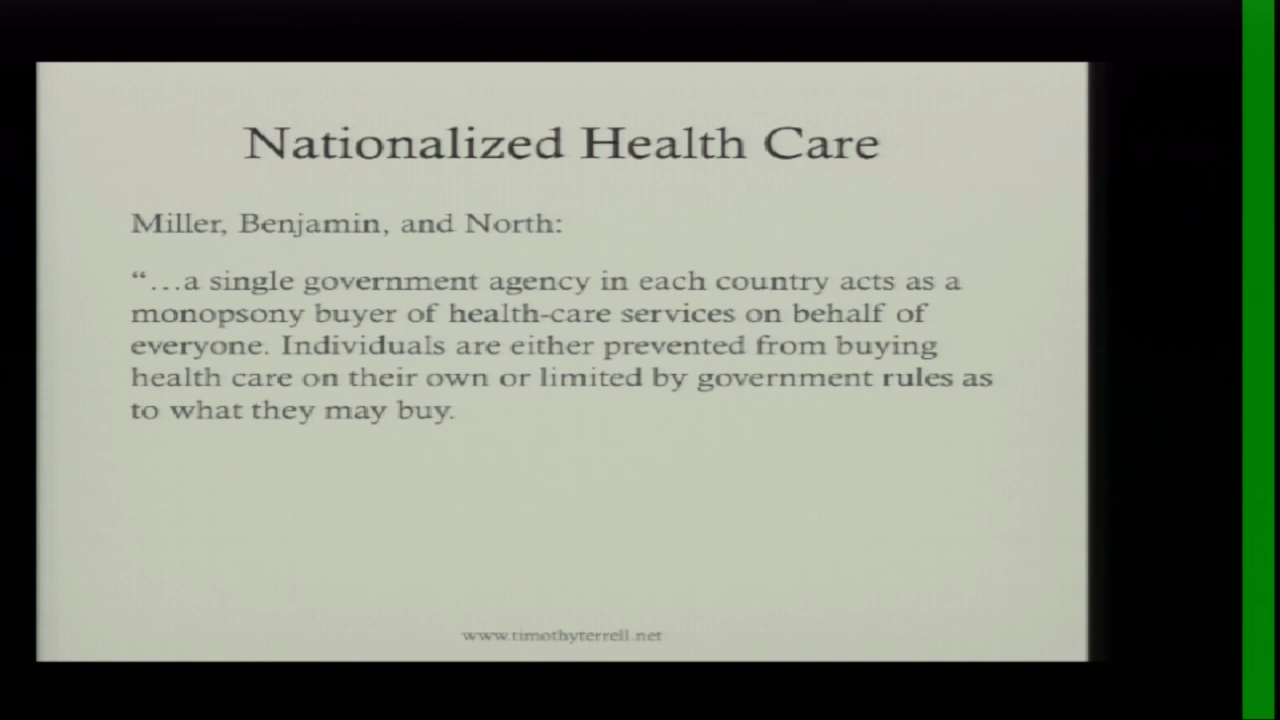 Nationalized Health Care
Miller, Benjamin, and North:
“…a single government agency in each country acts as a
monopsony buyer of health-care services on behalf of
everyone. Individuals are either prevented from buying
health care on their own or limited by government rules as
to what they may buy.
www.timothyterrell.net